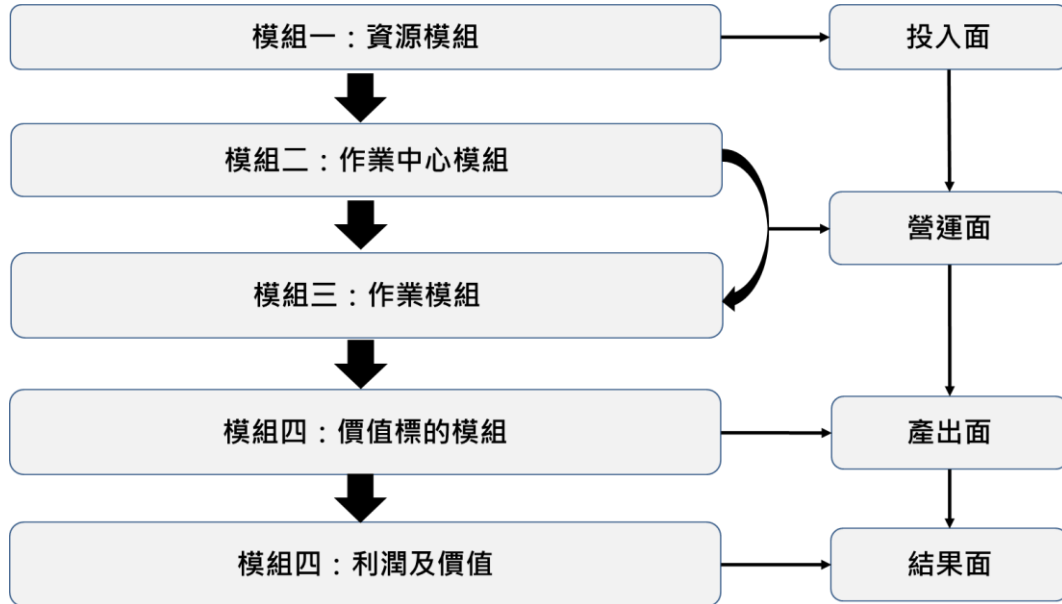 模組一：資源模組
投入面
模組二：作業中心模組
營運面
模組三：作業模組
模組四：價值標的模組
產出面
模組四：利潤及價值
結果面